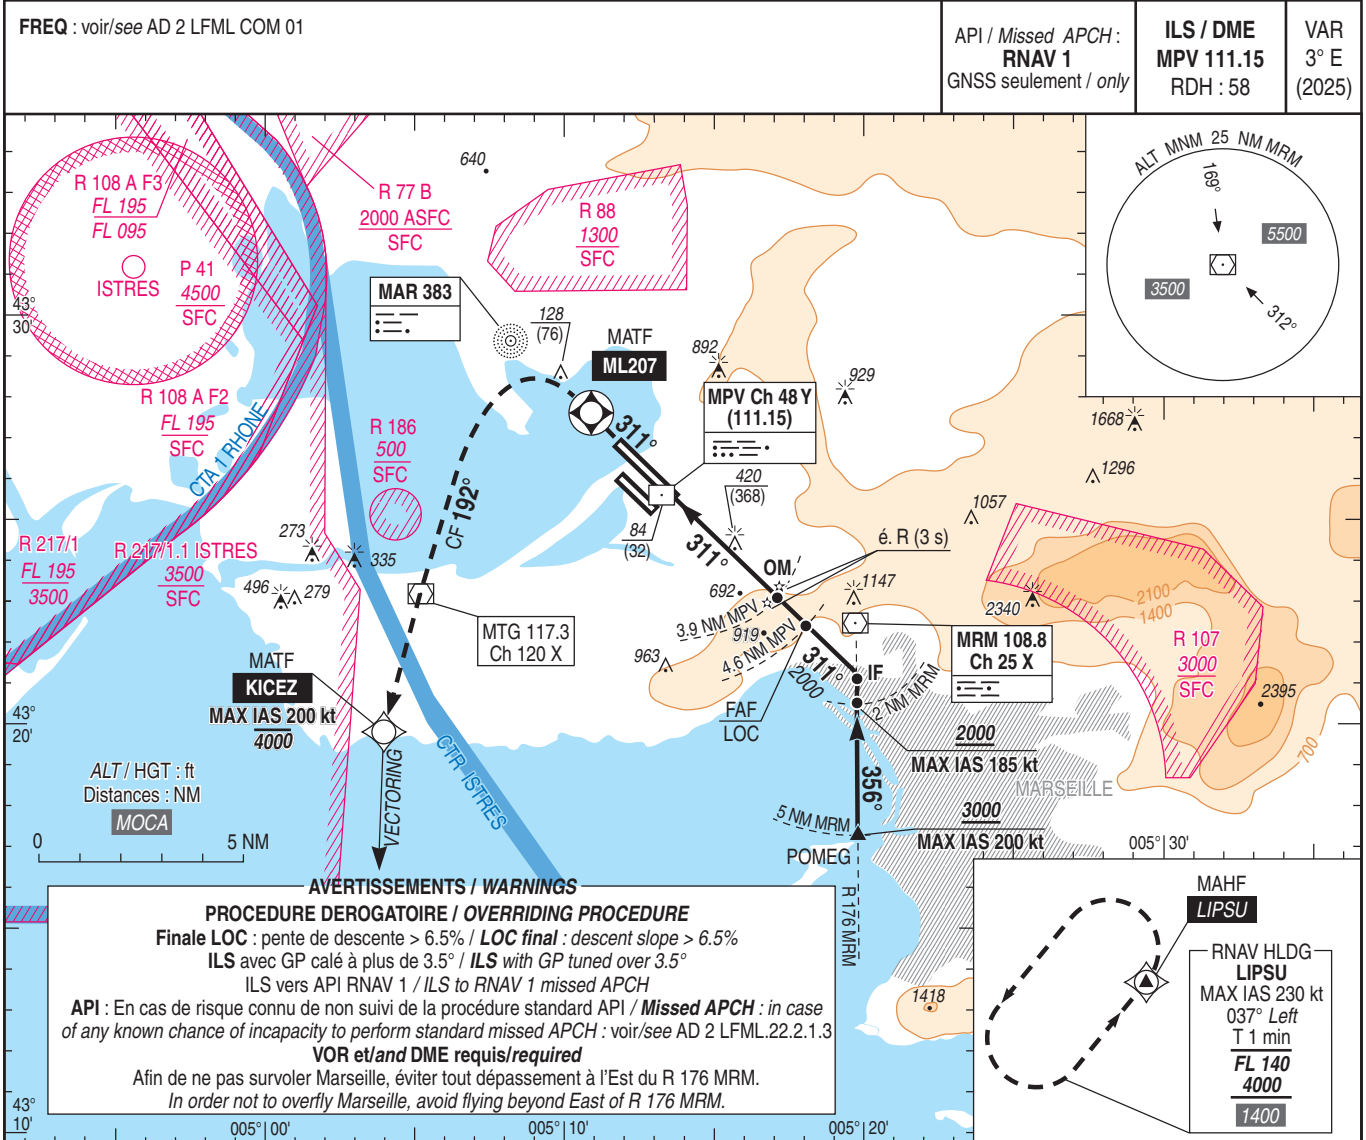 FREQ : voir/see AD 2 LFML COM 01
API / Missed APCH :
RNAV 1
GNSS seulement / only
ILS / DME
MPV 111.15
RDH : 58
VAR
3° E
(2025)
ALT MNM 25 NM MRM
169°
5500
3500
312°
640
R 108 A F3
FL 195
FL 095
R 77 B
2000 ASFC
SFC
R 88
1300
SFC
ISTRES
P 41
4500
SFC
43°
30'
MAR 383
128
(76)
MATF
ML207
892
929
R 108 A F2
FL 195
SFC
CTA 1 RHONE
R 186
500
SFC
311°
MPV Ch 48 Y
(111.15)
1668
1296
420
(368)
CF 192°
1057
84
(32)
311°
é. R (3 s)
OM
273
335
R 217/1
FL 195
3500
R 217/1.1 ISTRES
3500
SFC
496
279
692
1147
2340
2100
1400
3.9 NM MPV
919
4.6 NM MPV
MTG 117.3
Ch 120 X
MRM 108.8
Ch 25 X
R 107
3000
SFC
963
311°
2000
IF
2 NM MRM
2395
MATF
KICEZ
MAX IAS 200 kt
4000
43°
20'
FAF
LOC
2000
MAX IAS 185 kt
700
CTR ISTRES
VECTORING
356°
MARSEILLE
ALT / HGT : ft
Distances : NM
MOCA
0
5 NM
5 NM MRM
3000
MAX IAS 200 kt
POMEG
005° 30'
R 176 MRM
AVERTISSEMENTS / WARNINGS
PROCEDURE DEROGATOIRE / OVERRIDING PROCEDURE
Finale LOC : pente de descente > 6.5% / LOC final : descent slope > 6.5%
ILS avec GP calé à plus de 3.5° / ILS with GP tuned over 3.5°
ILS vers API RNAV 1 / ILS to RNAV 1 missed APCH
API : En cas de risque connu de non suivi de la procédure standard API / Missed APCH : in case
of any known chance of incapacity to perform standard missed APCH : voir/see AD 2 LFML.22.2.1.3
VOR et/and DME requis/required
Afin de ne pas survoler Marseille, éviter tout dépassement à l'Est du R 176 MRM.
In order not to overfly Marseille, avoid flying beyond East of R 176 MRM.
1418
MAHF
LIPSU
RNAV HLDG
LIPSU
MAX IAS 230 kt
037° Left
T 1 min
FL 140
4000
1400
43°
10'
005° 00'
005° 10'
005° 20'